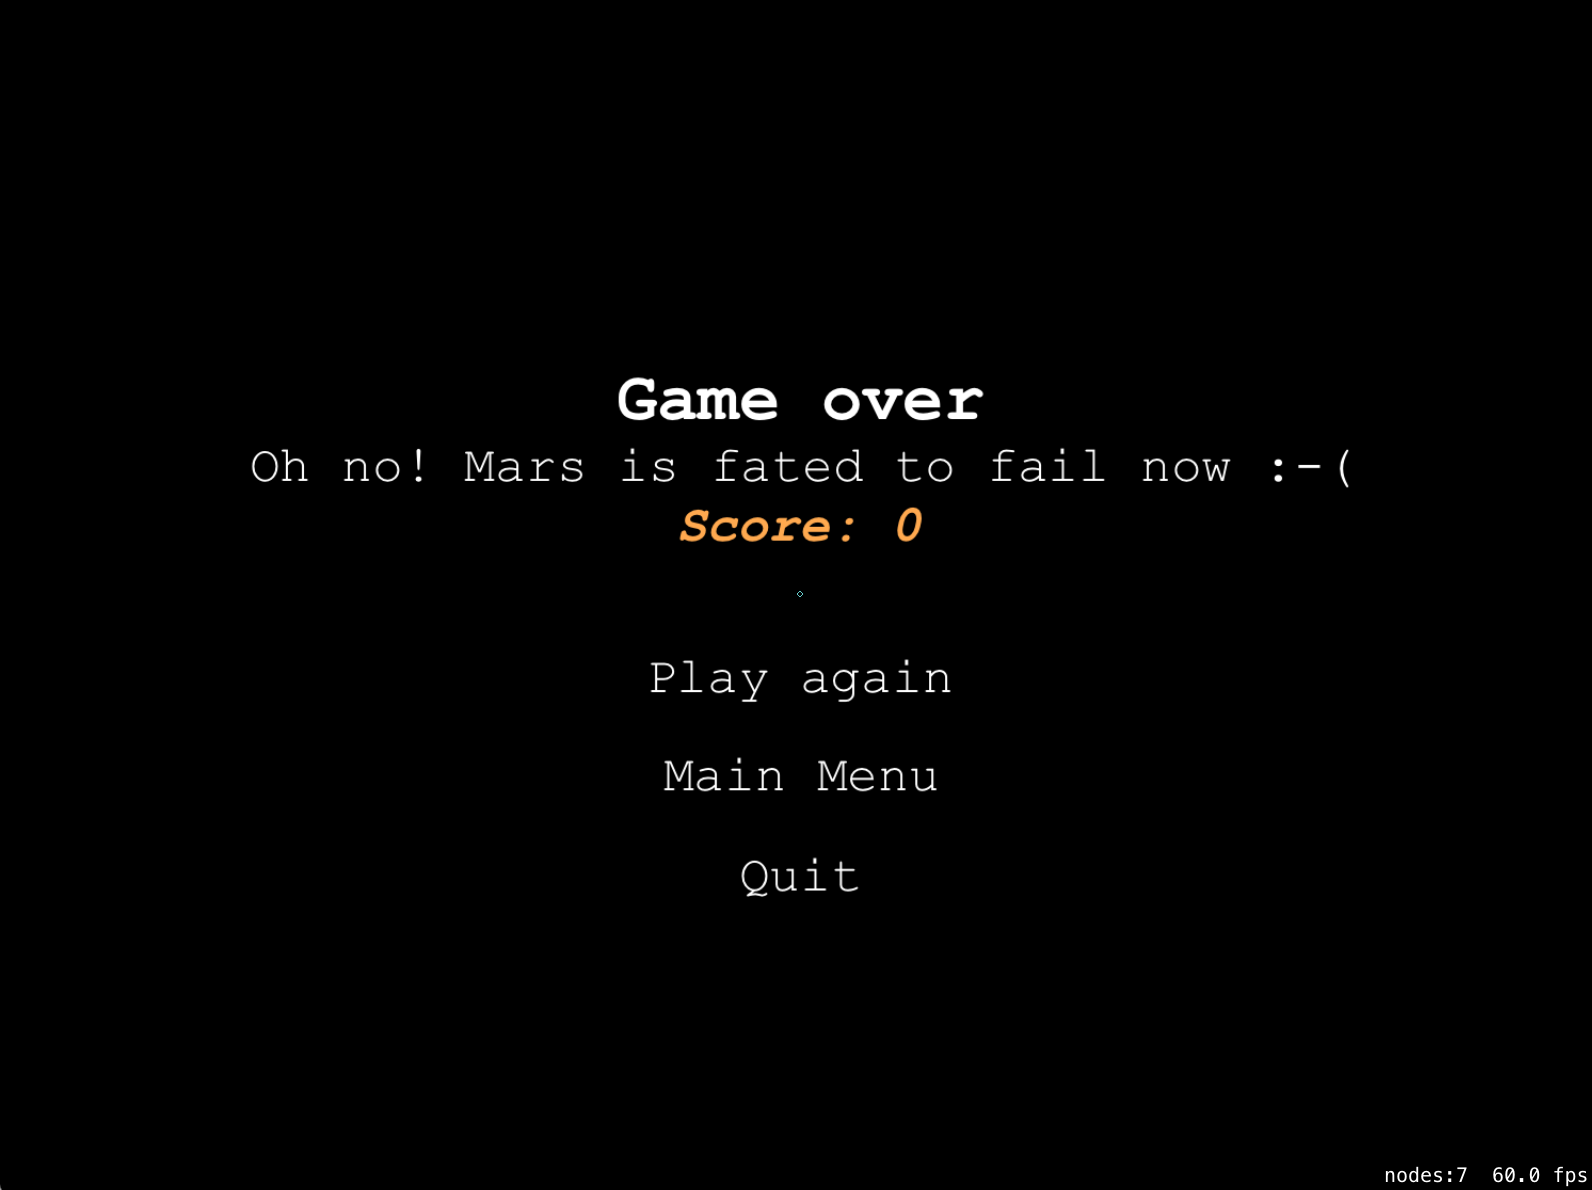 Game over
Oh no! Mars is fated to fail now :-(
Score: 0
Play again
Main Menu
Quit
nodes:7 60.0 fps